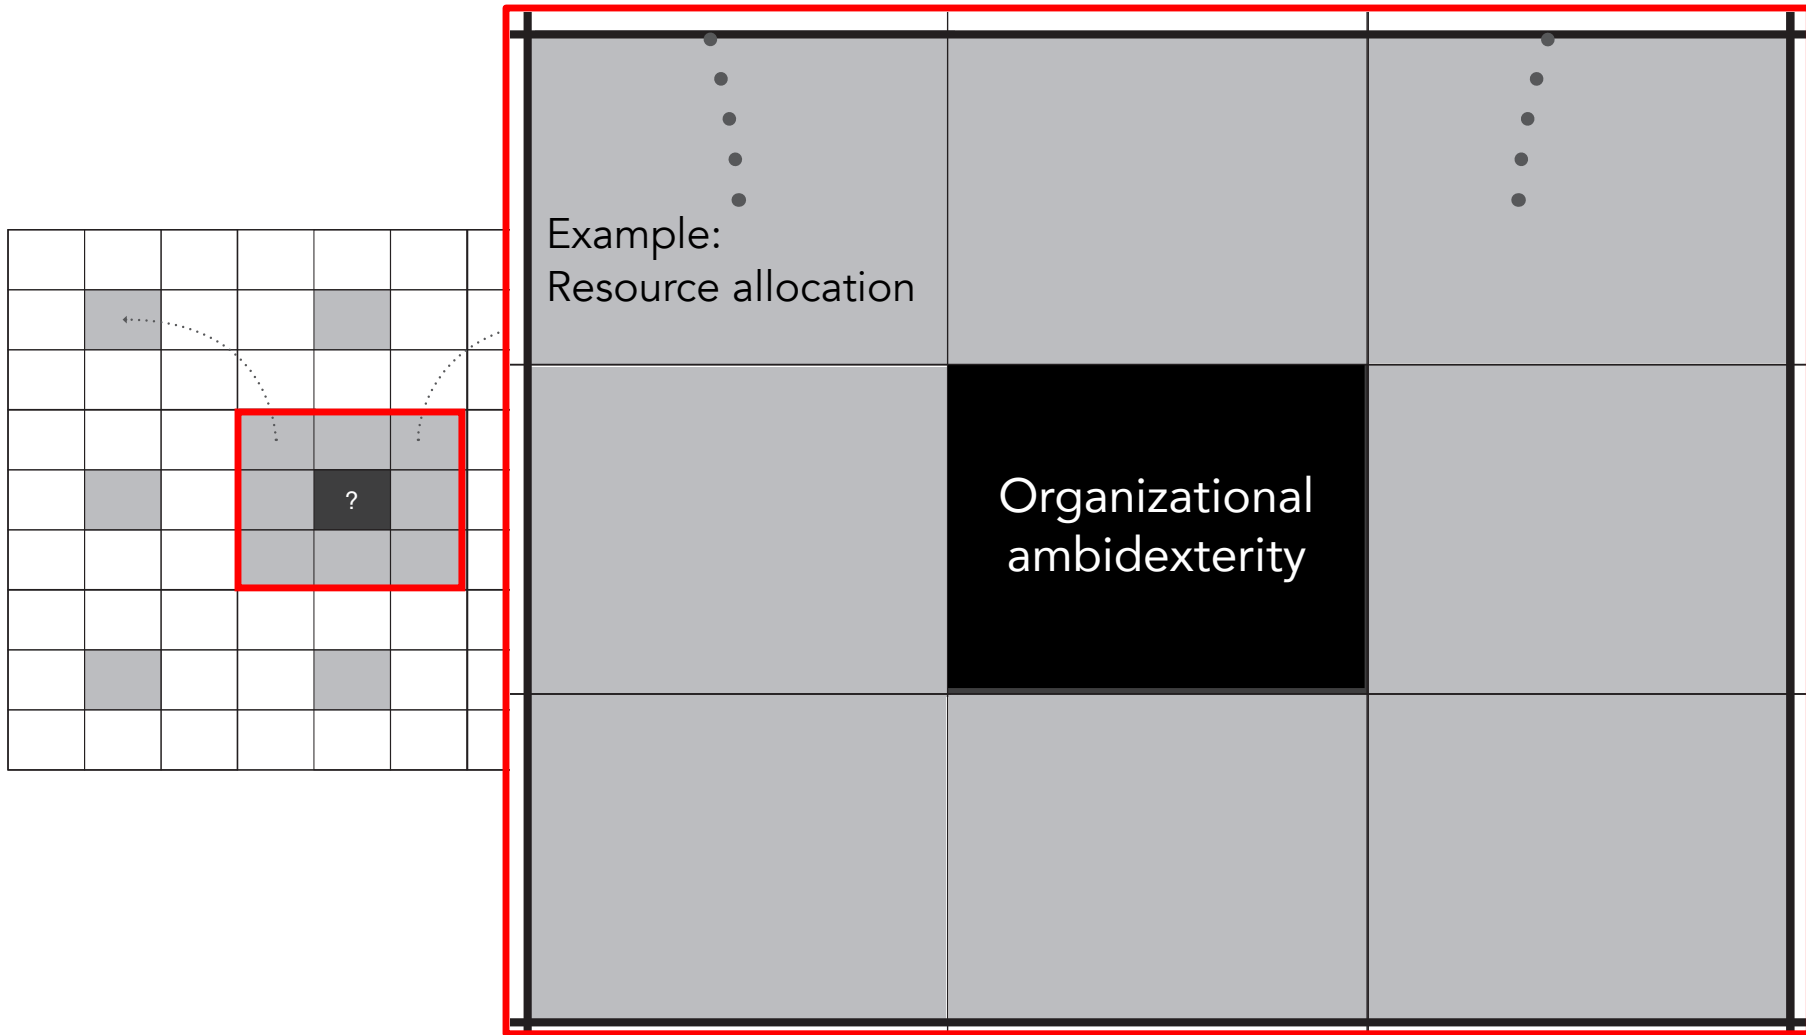 Example:
Resource allocation
?
Organizational
ambidexterity